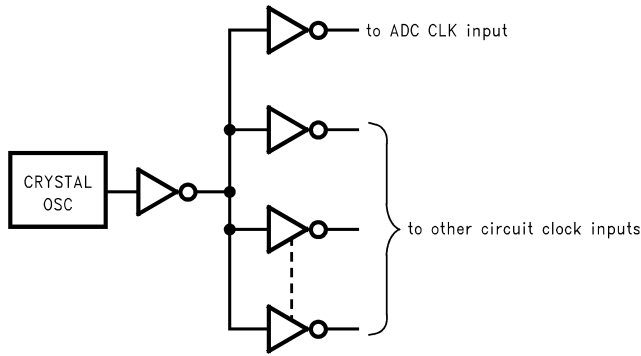 to ADC CLK input
CRYSTAL
OSC
to other circuit clock inputs